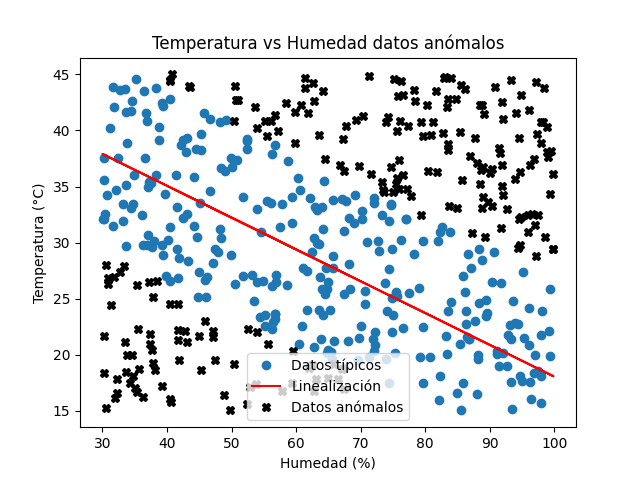 Temperatura vs Humedad datos anómalos
Temperatura (°C)
45
40
35
30
25
20
15
Datos típicos
Linealización
Datos anómalos
30 40 50 60 70 80 90 100
Humedad (%)